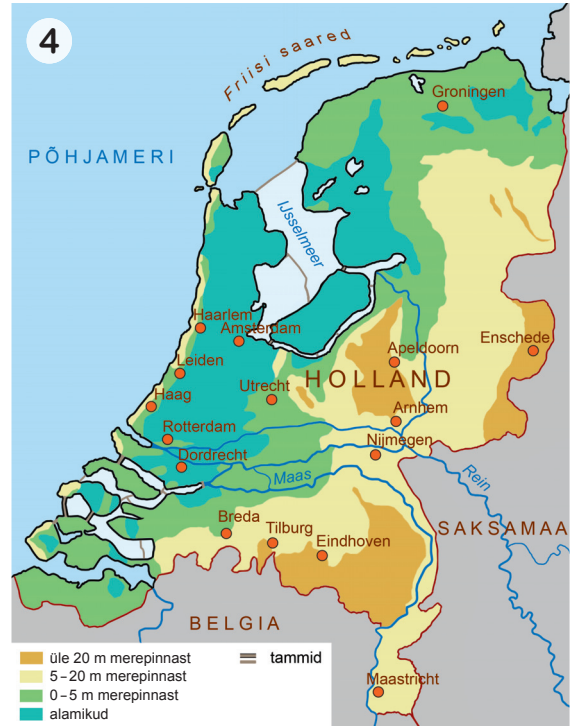 4
Friisi saared
Groningen
PÕHJAMERI
IJsselmeer
Haarlem
Amsterdam
Leiden
Apeldoorn
Enschede
HOLLAND
Utrecht
Haag
Arnhem
Rotterdam
Nijmegen
Dordrecht
Maas
Rein
Breda
Tilburg
Eindhoven
SAKSAMAA
BELGIA
Maastricht
üle 20 m merepinnast
tammid
5–20 m merepinnast
0–5 m merepinnast
alamikud